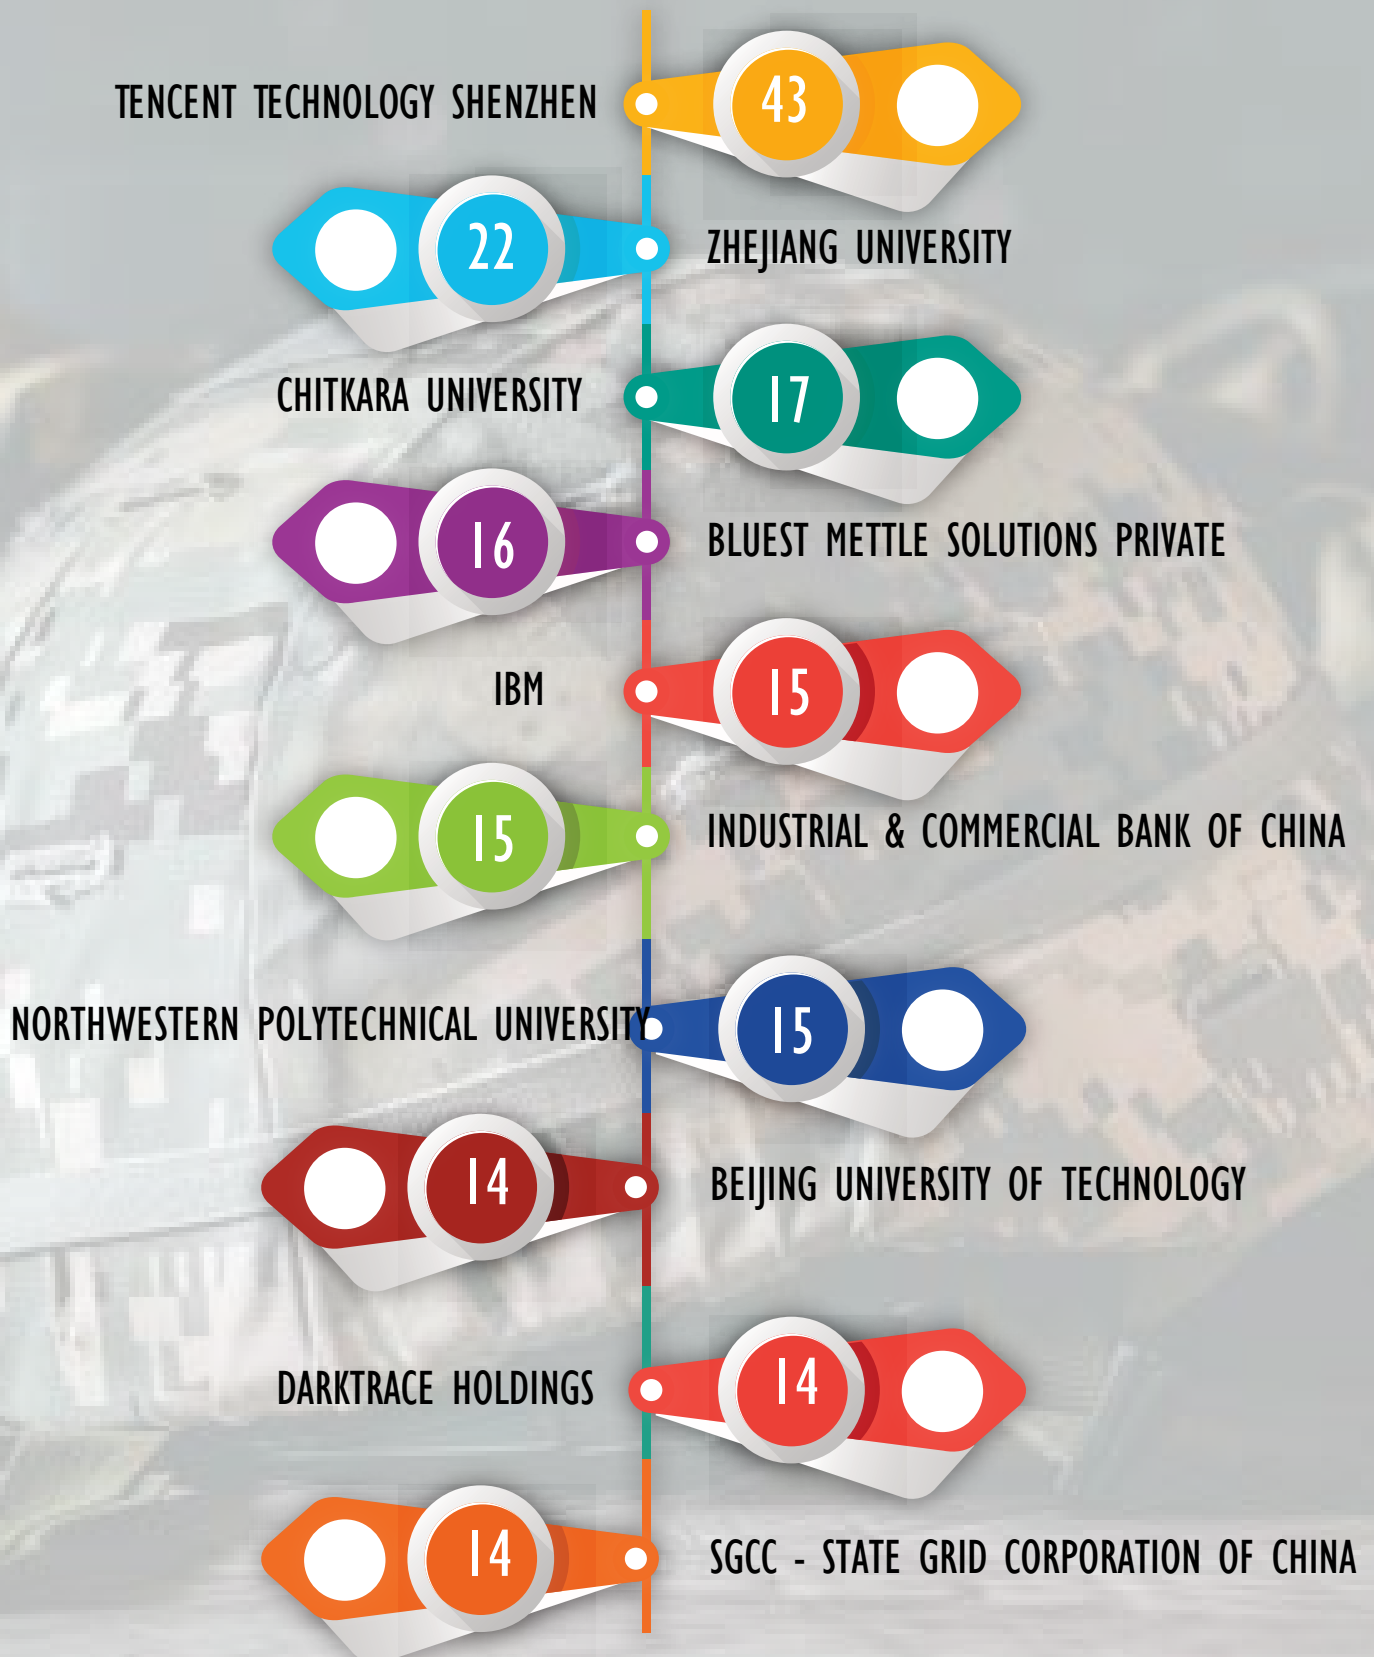 TENCENT TECHNOLOGY SHENZHEN
43
22
ZHEJIANG UNIVERSITY
CHITKARA UNIVERSITY
17
16
BLUEST METTLE SOLUTIONS PRIVATE
IBM
15
15
INDUSTRIAL & COMMERCIAL BANK OF CHINA
NORTHWESTERN POLYTECHNICAL UNIVERSITY
15
14
BEIJING UNIVERSITY OF TECHNOLOGY
DARKTRACE HOLDINGS
14
14
SGCC - STATE GRID CORPORATION OF CHINA